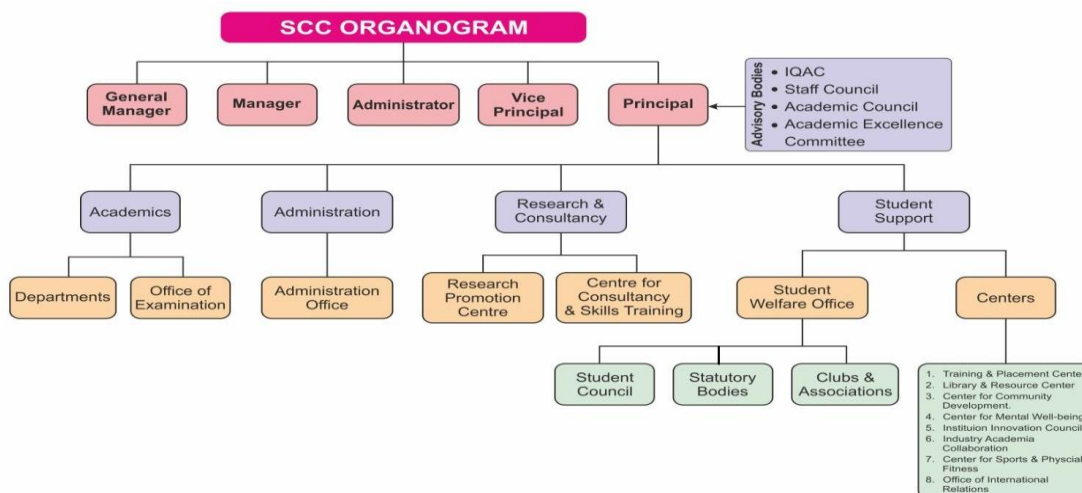 SCC ORGANOGRAM
General
Manager
Manager
Administrator
Vice
Principal
Principal
Advisory Bodies
• IQAC
• Staff Council
• Academic Council
• Academic Excellence
Committee
Academics
Administration
Research &
Consultancy
Student
Support
Departments
Office of
Examination
Administration
Office
Research
Promotion
Centre
Centre for
Consultancy
& Skills Training
Student
Welfare Office
Centers
Student
Council
Statutory
Bodies
Clubs &
Associations
1. Training & Placement Center
2. Library & Resource Center
3. Center for Community
Development.
4. Center for Mental Well-being
5. Instituion Innovation Council
6. Industry Academia
Collaboration
7. Center for Sports & Physcial
Fitness
8. Office of International
Relations